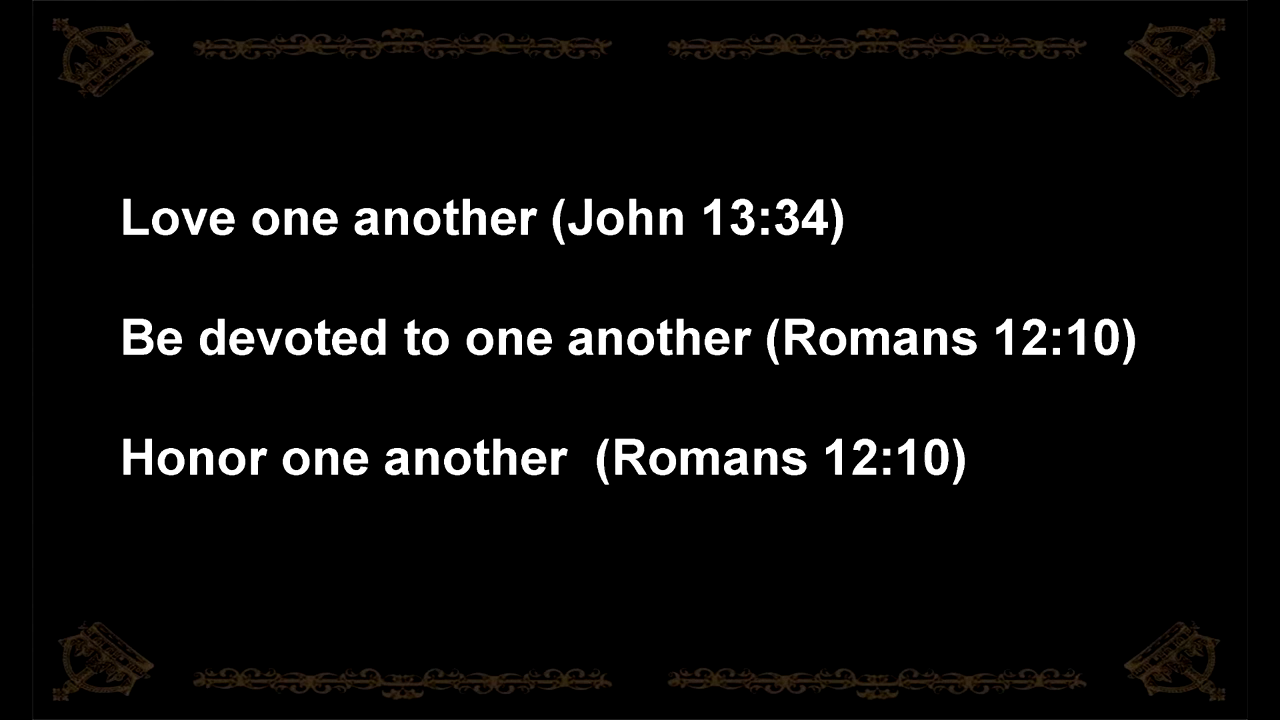 Love one another (John 13:34)
Be devoted to one another (Romans 12:10)
Honor one another  (Romans 12:10)